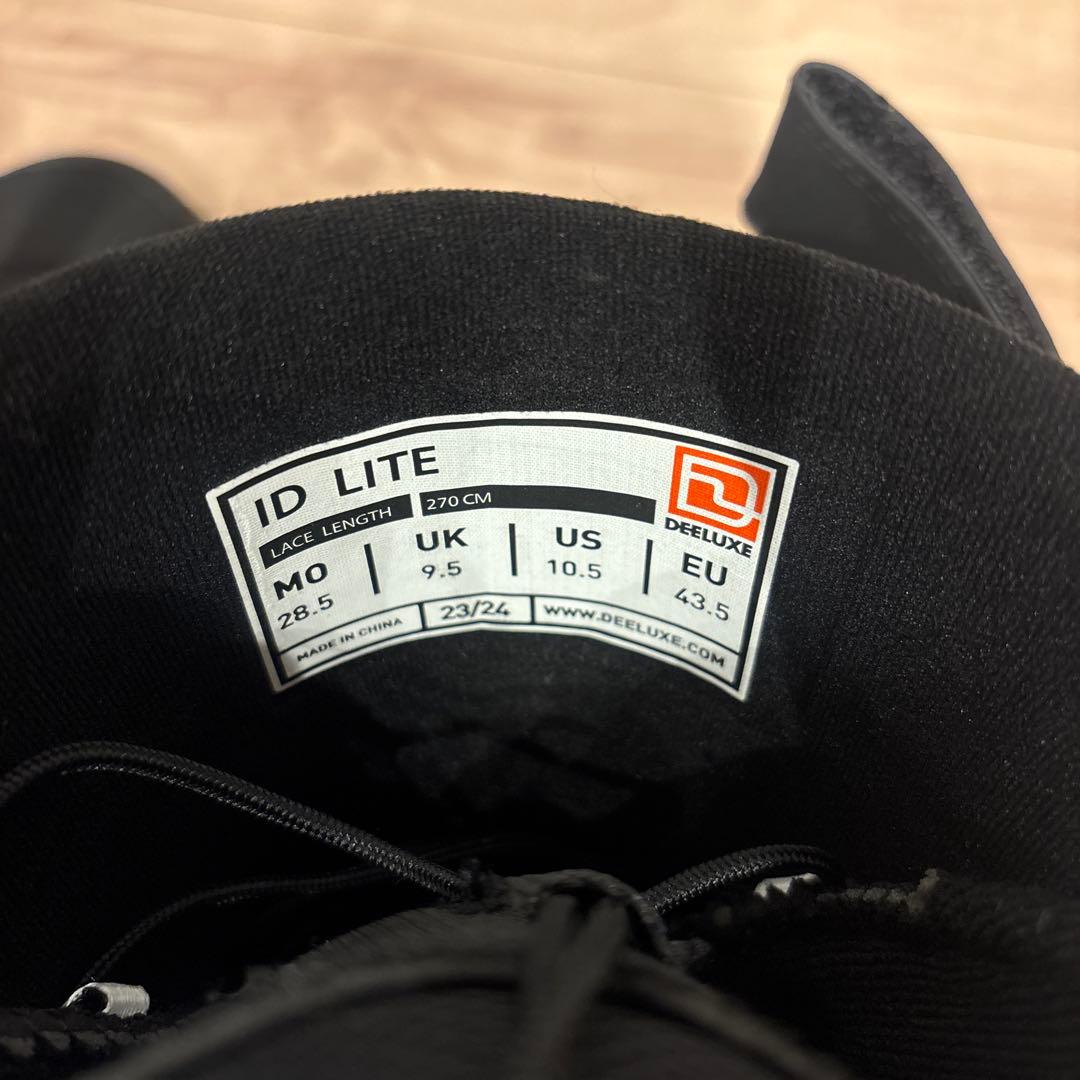 ID LITE
LACE LENGTH 270 CM
DEELUXE
MO UK US EU
28.5 9.5 10.5 43.5
MADE IN CHINA 23/24 WWW.DEELUXE.COM